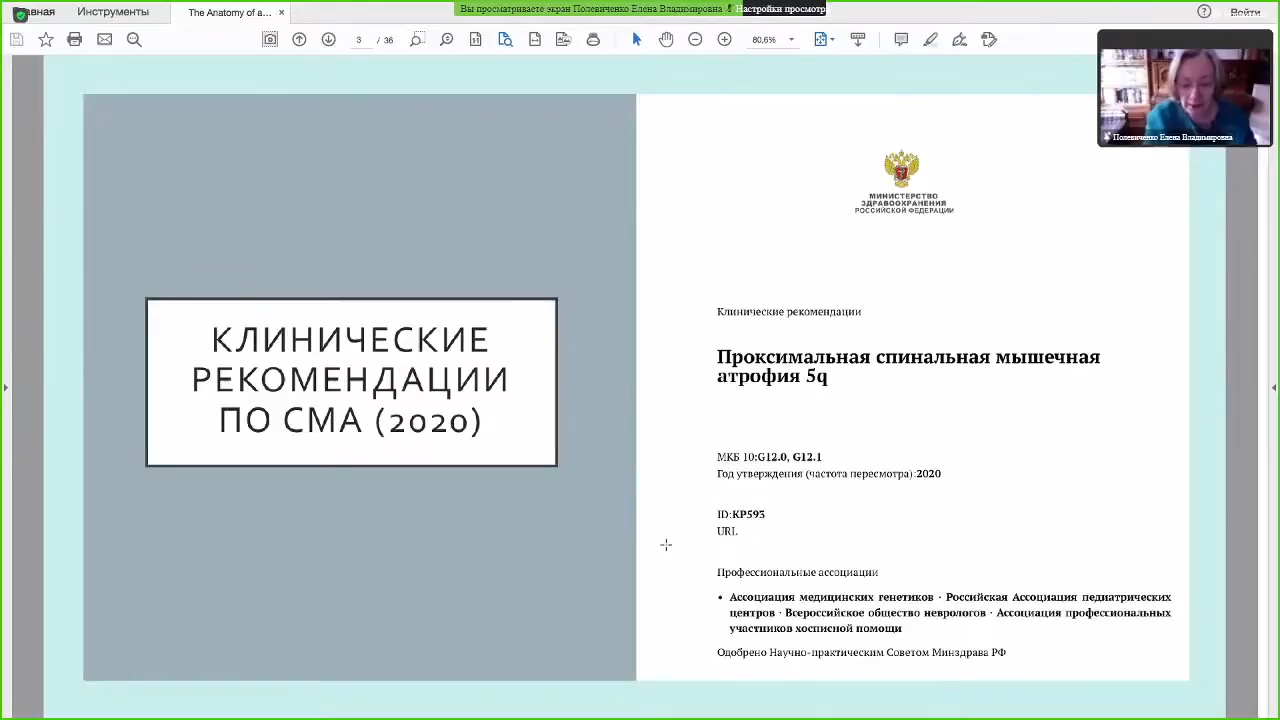 авная
Инструменты
The Anatomy of a...
×
Вы просматриваете экран Полевиченко Елена Владимировна
Настройки просмотр
Войти
3 / 36
80,6%
Полевиченко Елена Владимировна
КЛИНИЧЕСКИЕ
РЕКОМЕНДАЦИИ
ПО СМА (2020)
МИНИСТЕРСТВО
ЗДРАВООХРАНЕНИЯ
РОССИЙСКОЙ ФЕДЕРАЦИИ
Клинические рекомендации
Проксимальная спинальная мышечная
атрофия 5q
МКБ 10:G12.0, G12.1
Год утверждения (частота пересмотра):2020
ID:КР593
URL
Профессиональные ассоциации
• Ассоциация медицинских генетиков · Российская Ассоциация педиатрических
центров · Всероссийское общество неврологов · Ассоциация профессиональных
участников хосписной помощи
Одобрено Научно-практическим Советом Минздрава РФ